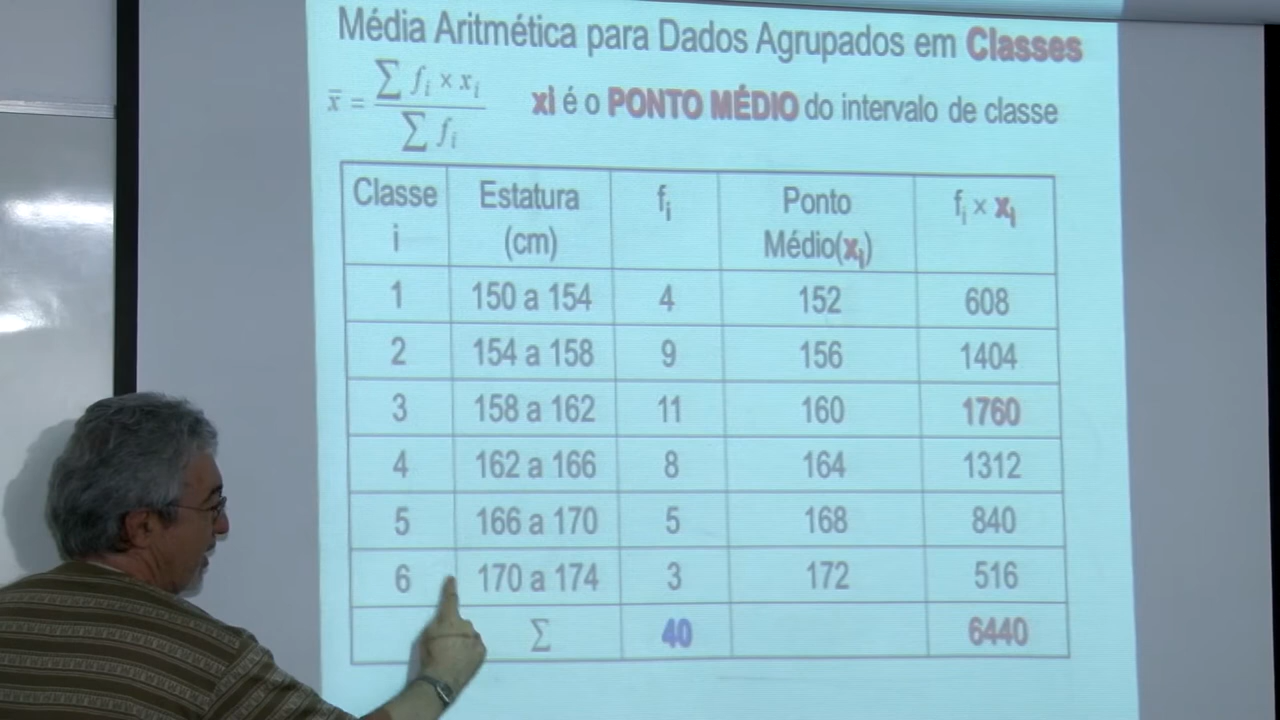 Média Aritmética para Dados Agrupados em Classes
x̄ = ∑ fi × xi / ∑ fi
xi é o PONTO MÉDIO do intervalo de classe
Classe i Estatura (cm) fi Ponto Médio(xi) fi × xi
1 150 a 154 4 152 608
2 154 a 158 9 156 1404
3 158 a 162 11 160 1760
4 162 a 166 8 164 1312
5 166 a 170 5 168 840
6 170 a 174 3 172 516
∑ 40 6440